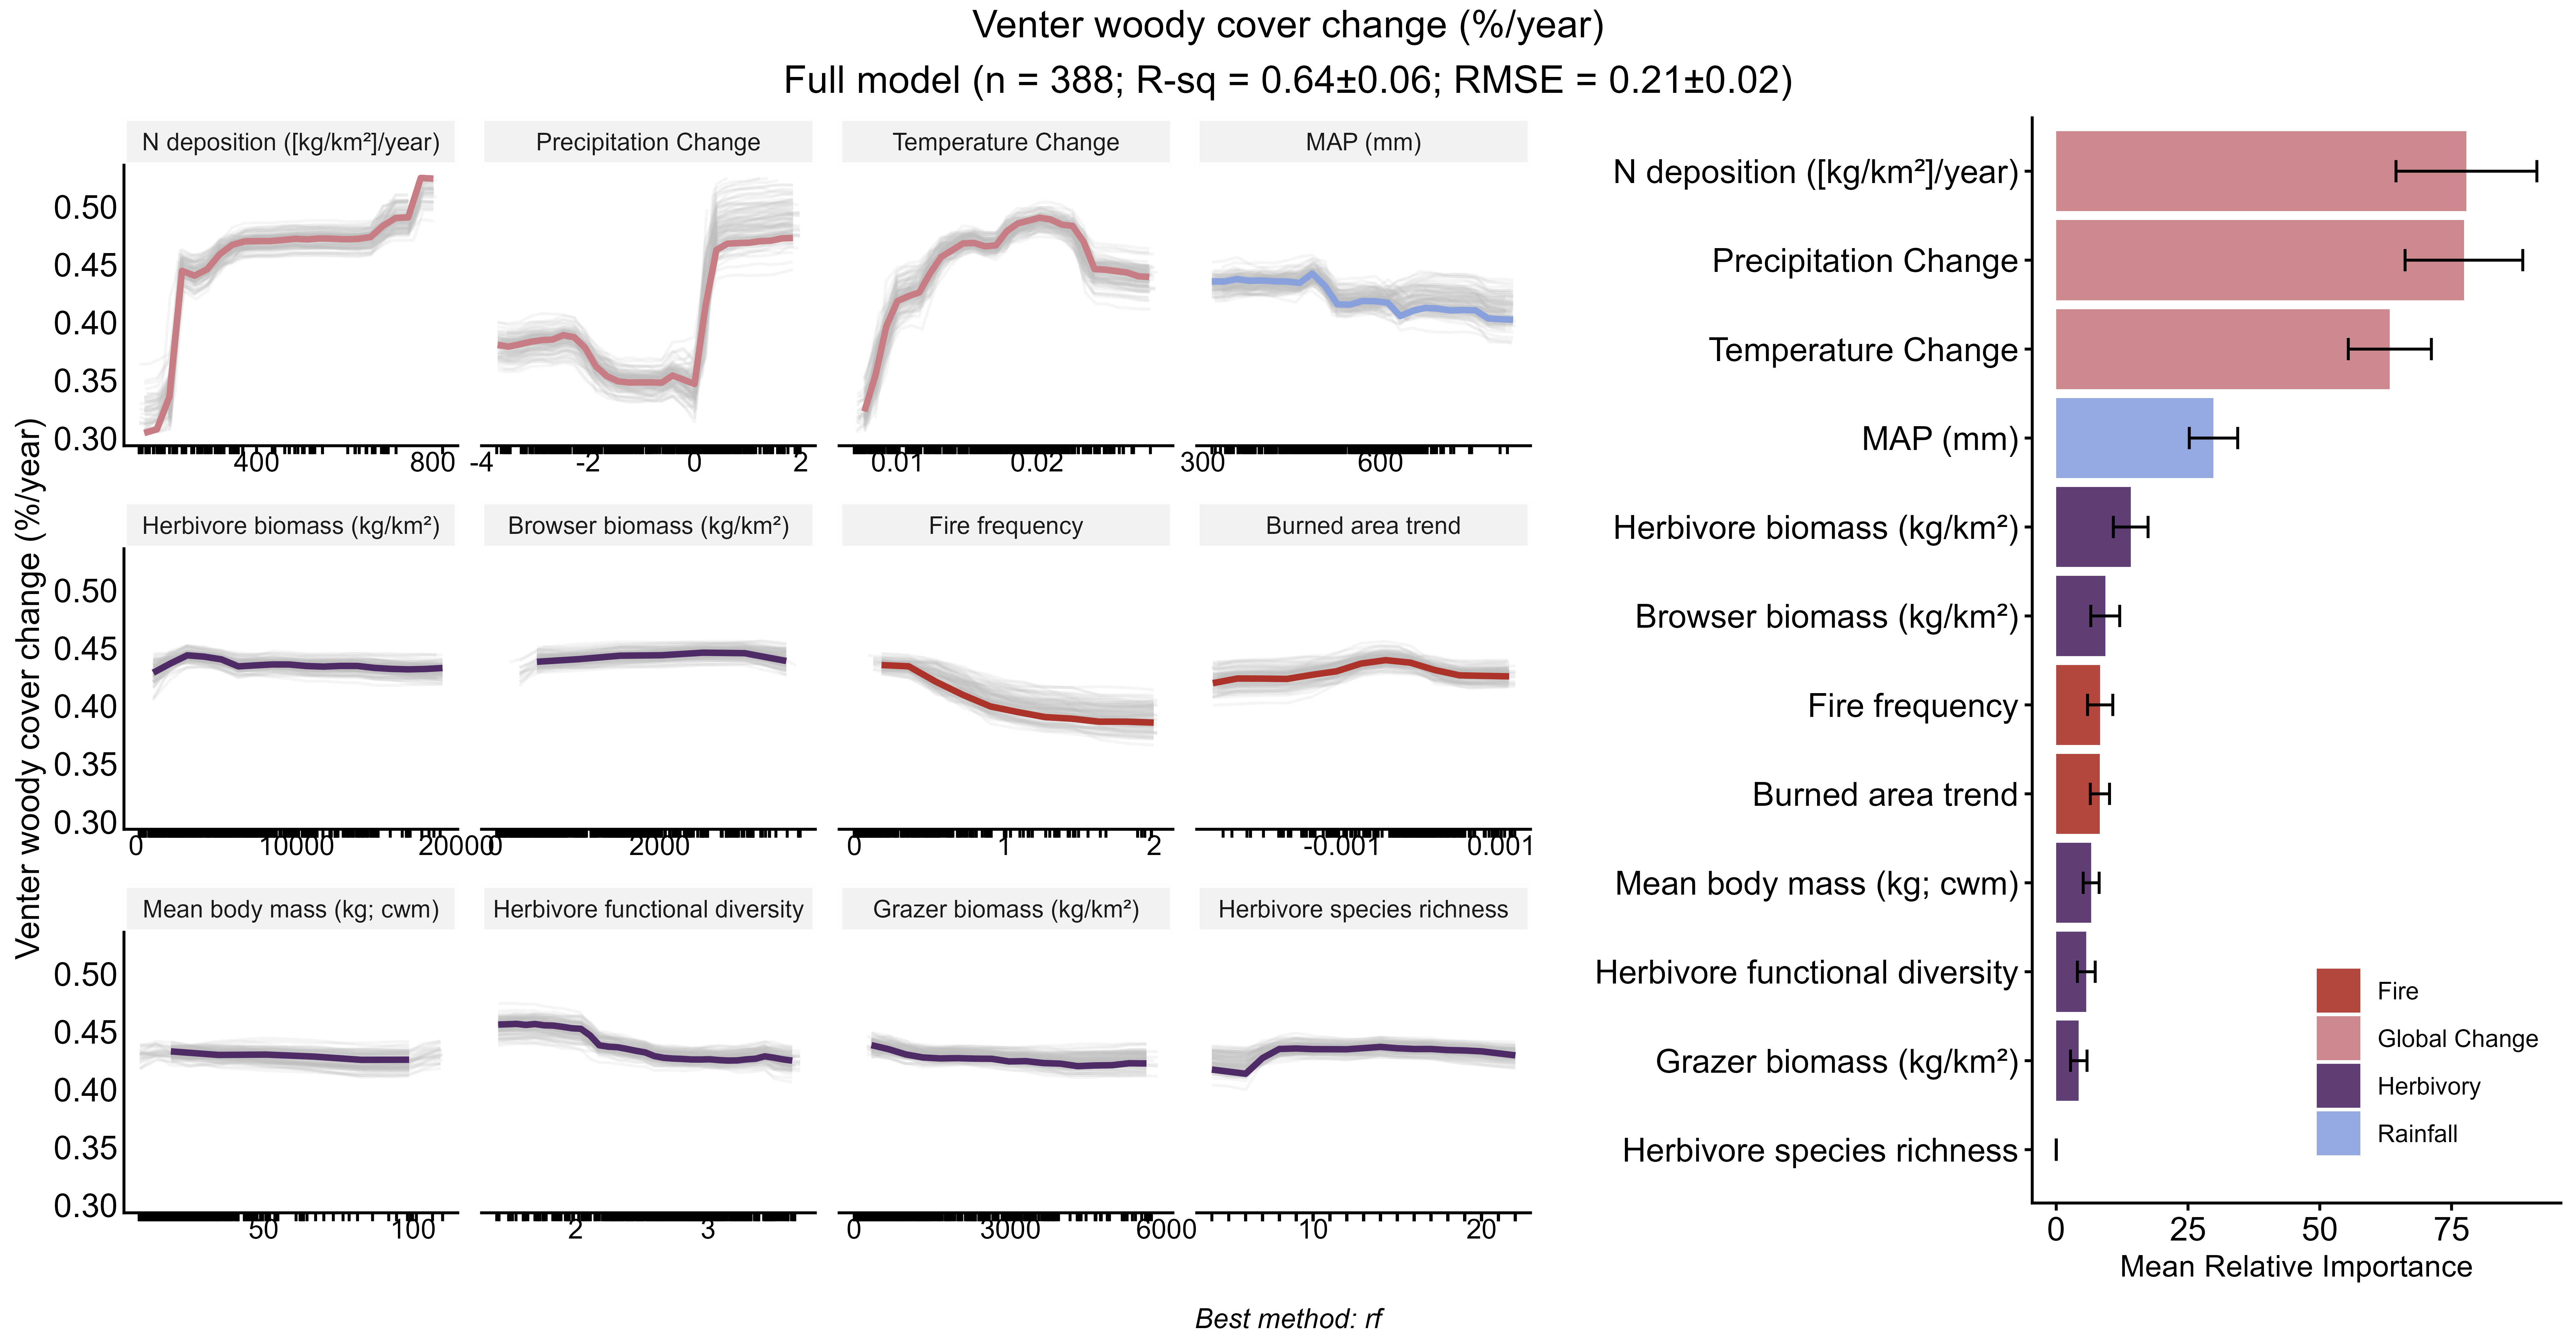 Venter woody cover change (%/year)
Full model (n = 388; R-sq = 0.64±0.06; RMSE = 0.21±0.02)
Venter woody cover change (%/year)
N deposition ([kg/km²]/year)
Precipitation Change
Temperature Change
MAP (mm)
0.50
0.45
0.40
0.35
0.30
400 800
-4 -2 0 2
0.01 0.02
300 600
Herbivore biomass (kg/km²)
Browser biomass (kg/km²)
Fire frequency
Burned area trend
0.50
0.45
0.40
0.35
0.30
0 10000 20000
0 2000
0 1 2
-0.001 0.001
Mean body mass (kg; cwm)
Herbivore functional diversity
Grazer biomass (kg/km²)
Herbivore species richness
0.50
0.45
0.40
0.35
0.30
50 100
2 3
0 3000 6000
10 20
N deposition ([kg/km²]/year)
Precipitation Change
Temperature Change
MAP (mm)
Herbivore biomass (kg/km²)
Browser biomass (kg/km²)
Fire frequency
Burned area trend
Mean body mass (kg; cwm)
Herbivore functional diversity
Grazer biomass (kg/km²)
Herbivore species richness
0 25 50 75
Mean Relative Importance
Fire
Global Change
Herbivory
Rainfall
Best method: rf